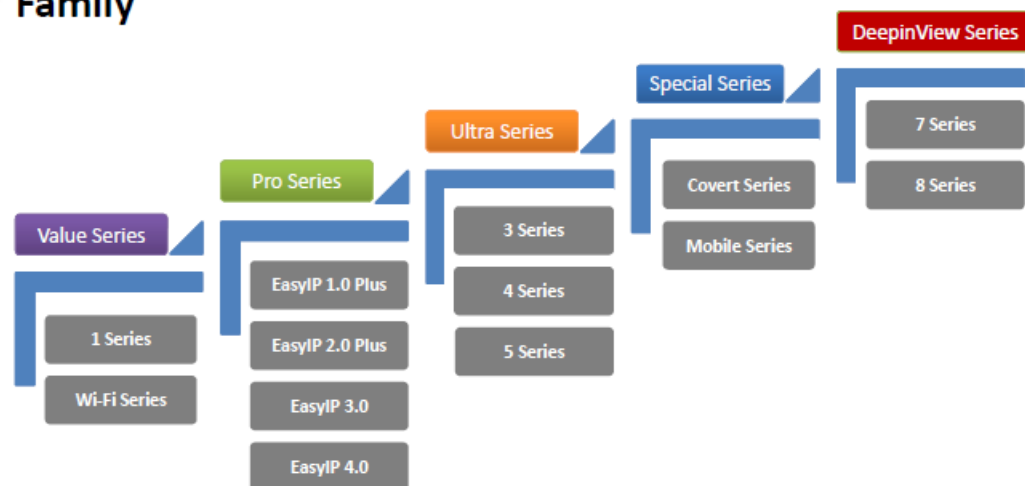 Family
Value Series
1 Series
Wi-Fi Series
Pro Series
EasyIP 1.0 Plus
EasyIP 2.0 Plus
EasyIP 3.0
EasyIP 4.0
Ultra Series
3 Series
4 Series
5 Series
Special Series
Covert Series
Mobile Series
DeepinView Series
7 Series
8 Series